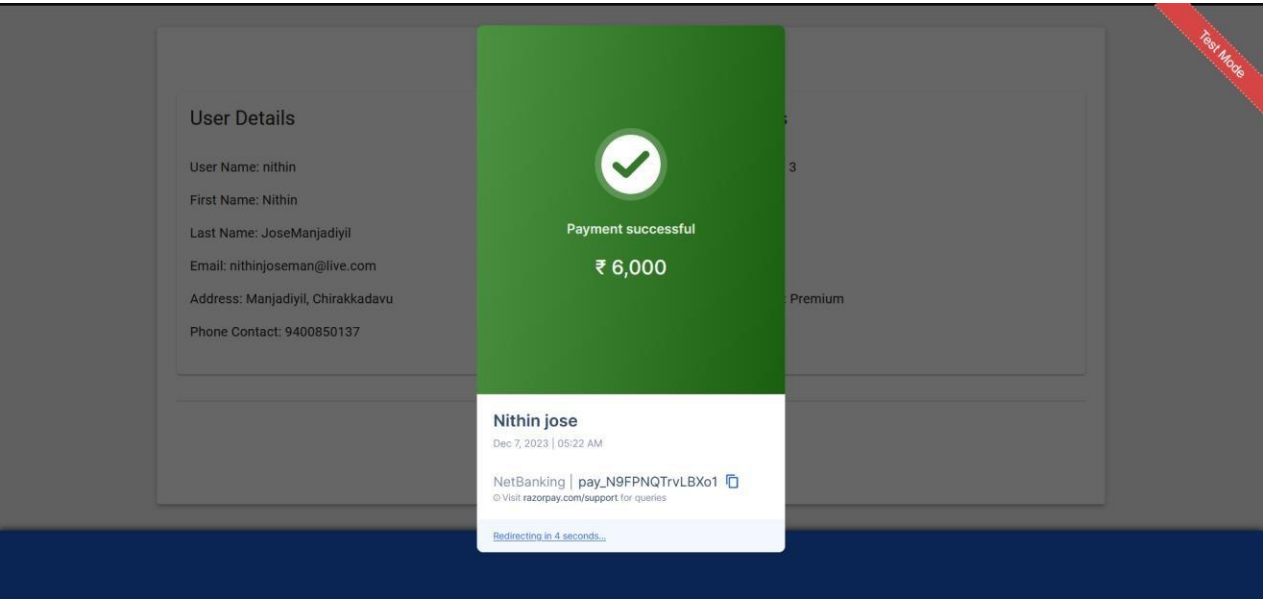 Test Mode
User Details
User Name: nithin
First Name: Nithin
Last Name: JoseManjadiyil
Email: nithinjoseman@live.com
Address: Manjadiyil, Chirakkadavu
Phone Contact: 9400850137
s
3
: Premium
Payment successful
₹ 6,000
Nithin jose
Dec 7, 2023 | 05:22 AM
NetBanking | pay_N9FPNQTrvLBXo1
Visit razorpay.com/support for queries
Redirecting in 4 seconds...